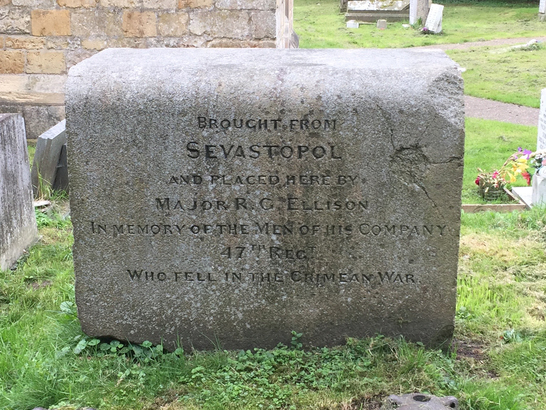 BROUGHT FROM
SEVASTOPOL
AND PLACED HERE BY
MAJOR R. G. ELLISON
IN MEMORY OF THE MEN OF HIS COMPANY
47TH REGT
WHO FELL IN THE CRIMEAN WAR.